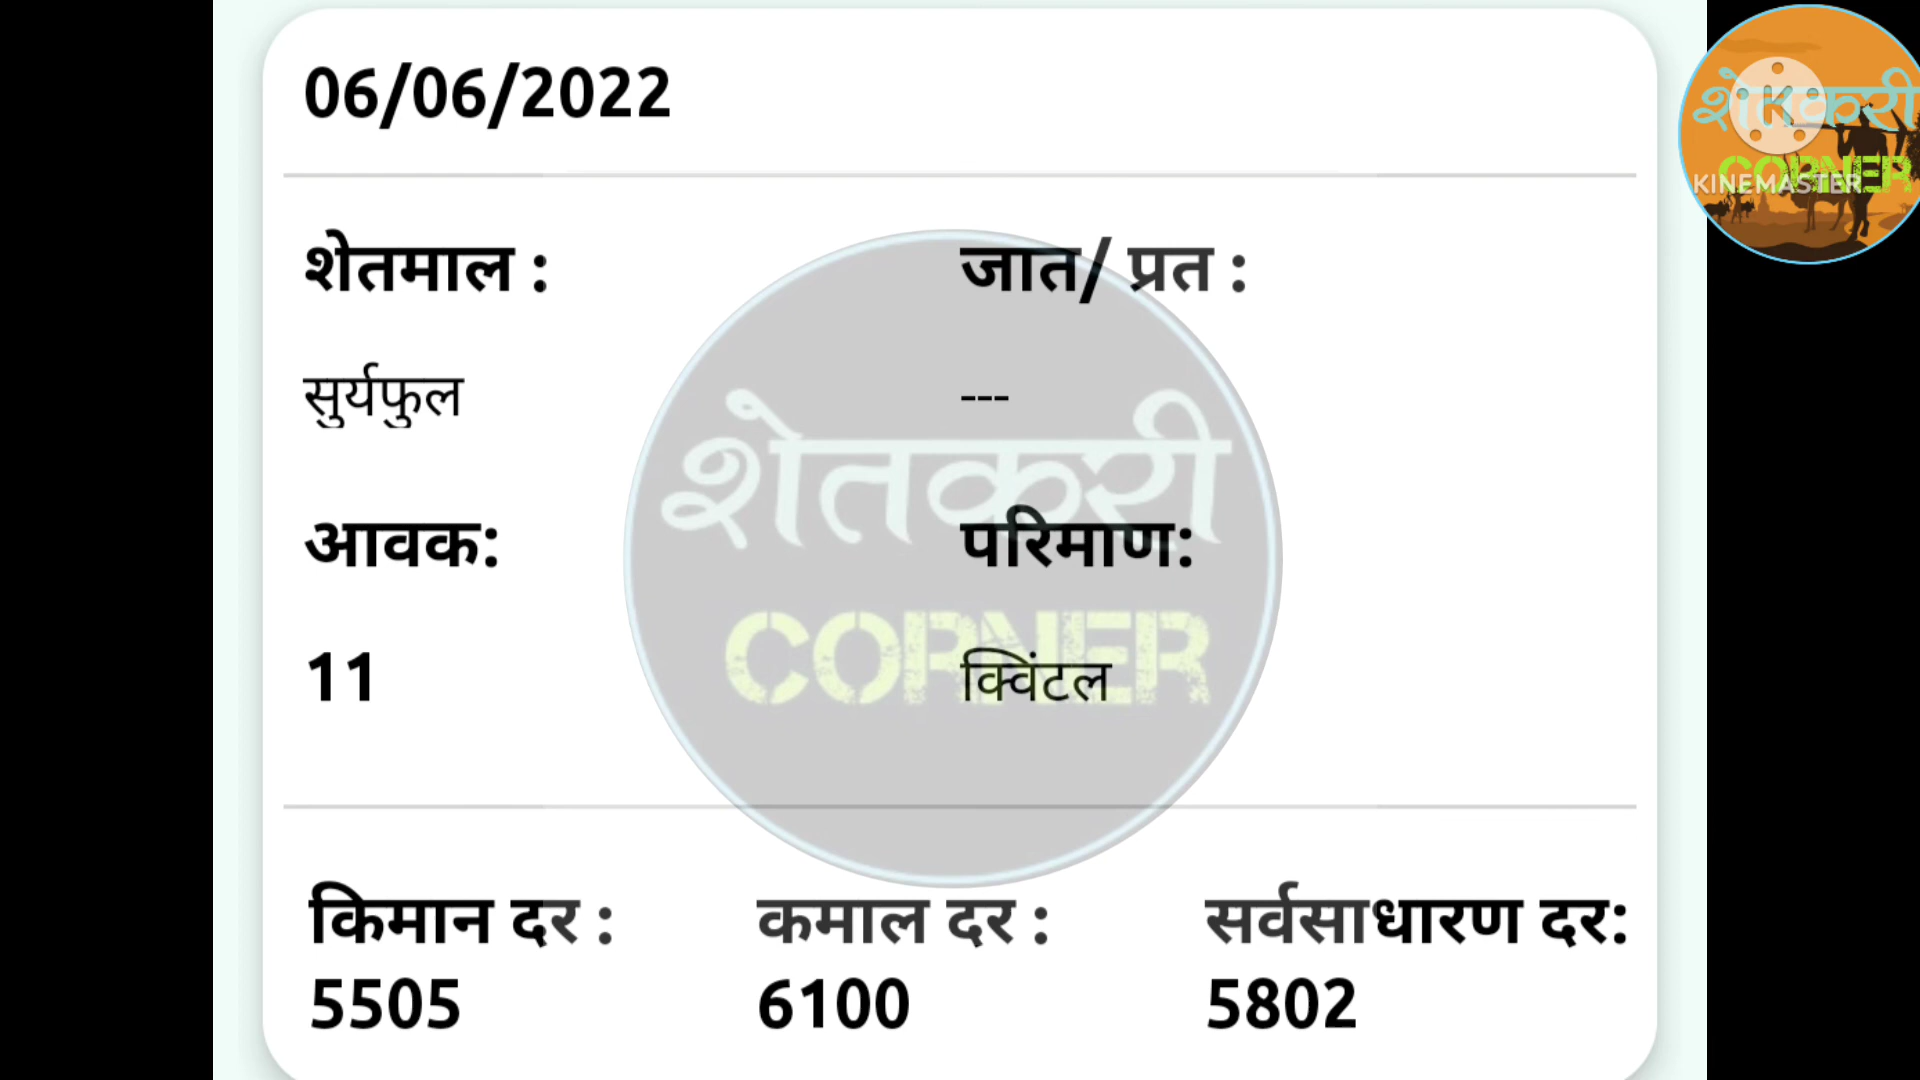 06/06/2022
शेतमाल : जात/ प्रत :
सुर्यफुल ---
शेतकरी
आवक: परिमाण:
CORNER
11 क्विंटल
किमान दर : कमाल दर : सर्वसाधारण दर:
5505 6100 5802
शेतकरी
K
CORNER
KINEMASTER